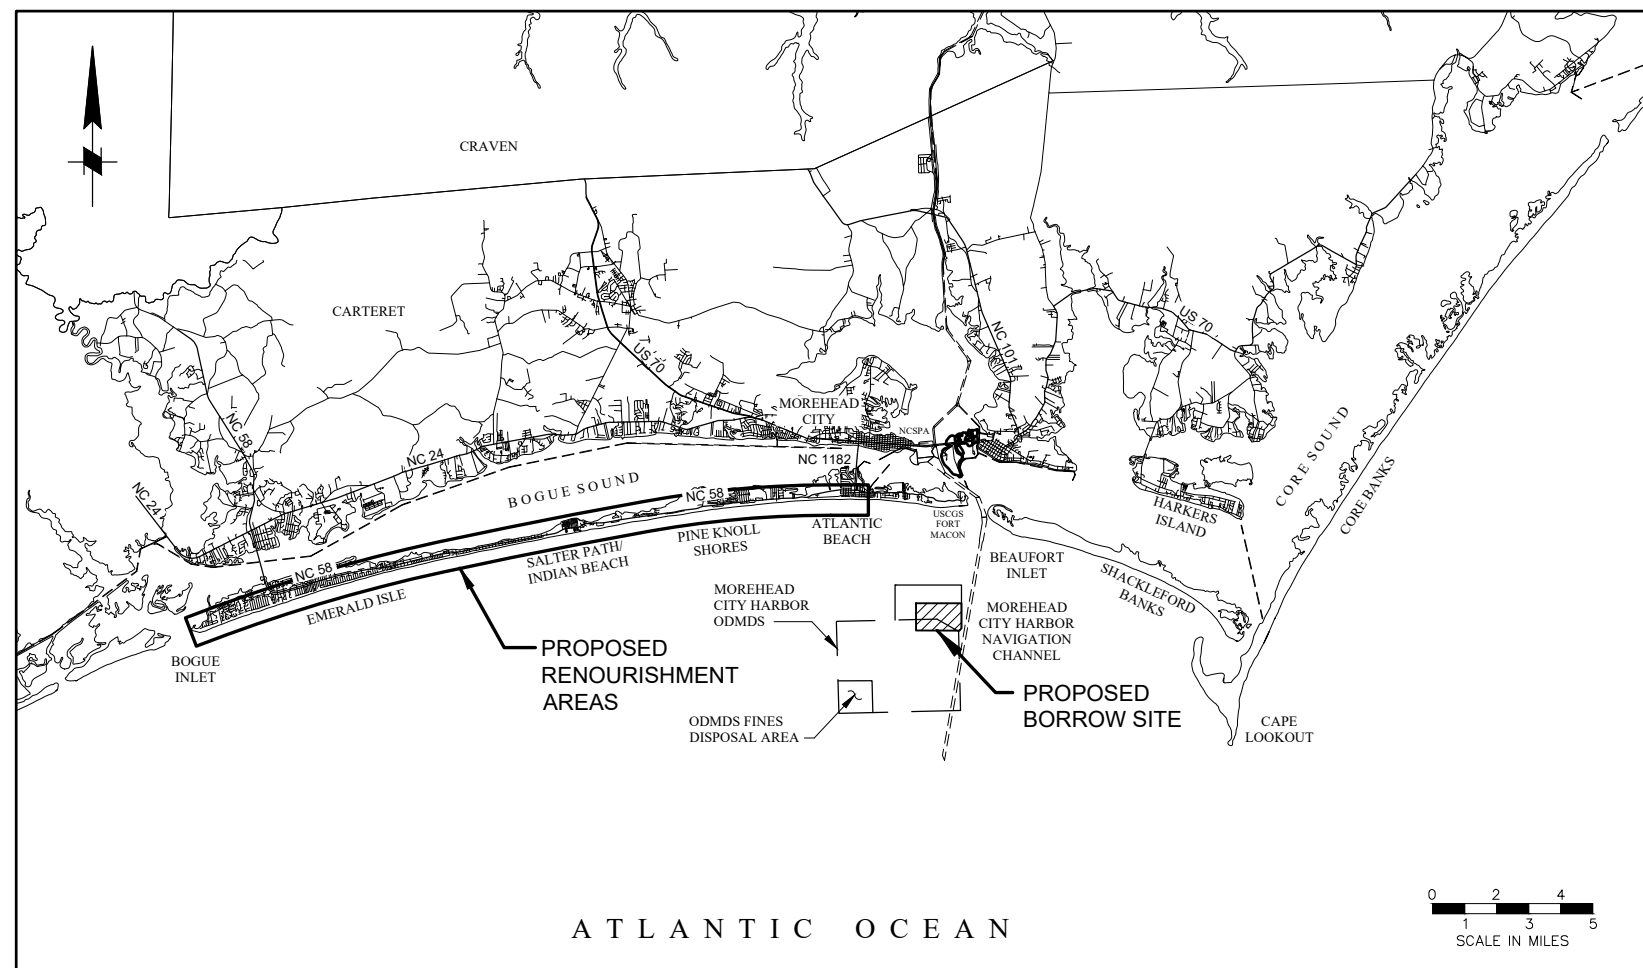 CRAVEN
CARTERET
US 70
US 70
NC 101
MOREHEAD
CITY
NCSPA
NC 58
NC 24
NC 24
NC 1182
BOGUE SOUND
NC 58
NC 58
CORE SOUND
CORE BANKS
HARKERS
ISLAND
USCGS
FORT
MACON
ATLANTIC
BEACH
PINE KNOLL
SHORES
SALTER PATH/
INDIAN BEACH
EMERALD ISLE
BOGUE
INLET
BEAUFORT
INLET
SHACKLEFORD
BANKS
MOREHEAD
CITY HARBOR
ODMDS
MOREHEAD
CITY HARBOR
NAVIGATION
CHANNEL
PROPOSED
RENOURISHMENT
AREAS
PROPOSED
BORROW SITE
ODMDS FINES
DISPOSAL AREA
CAPE
LOOKOUT
ATLANTIC OCEAN
0 2 4
1 3 5
SCALE IN MILES